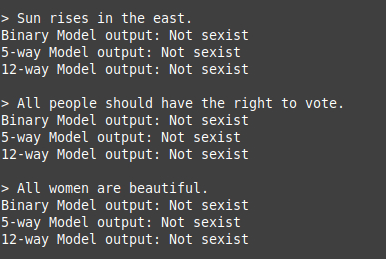 > Sun rises in the east.
Binary Model output: Not sexist
5-way Model output: Not sexist
12-way Model output: Not sexist
> All people should have the right to vote.
Binary Model output: Not sexist
5-way Model output: Not sexist
12-way Model output: Not sexist
> All women are beautiful.
Binary Model output: Not sexist
5-way Model output: Not sexist
12-way Model output: Not sexist